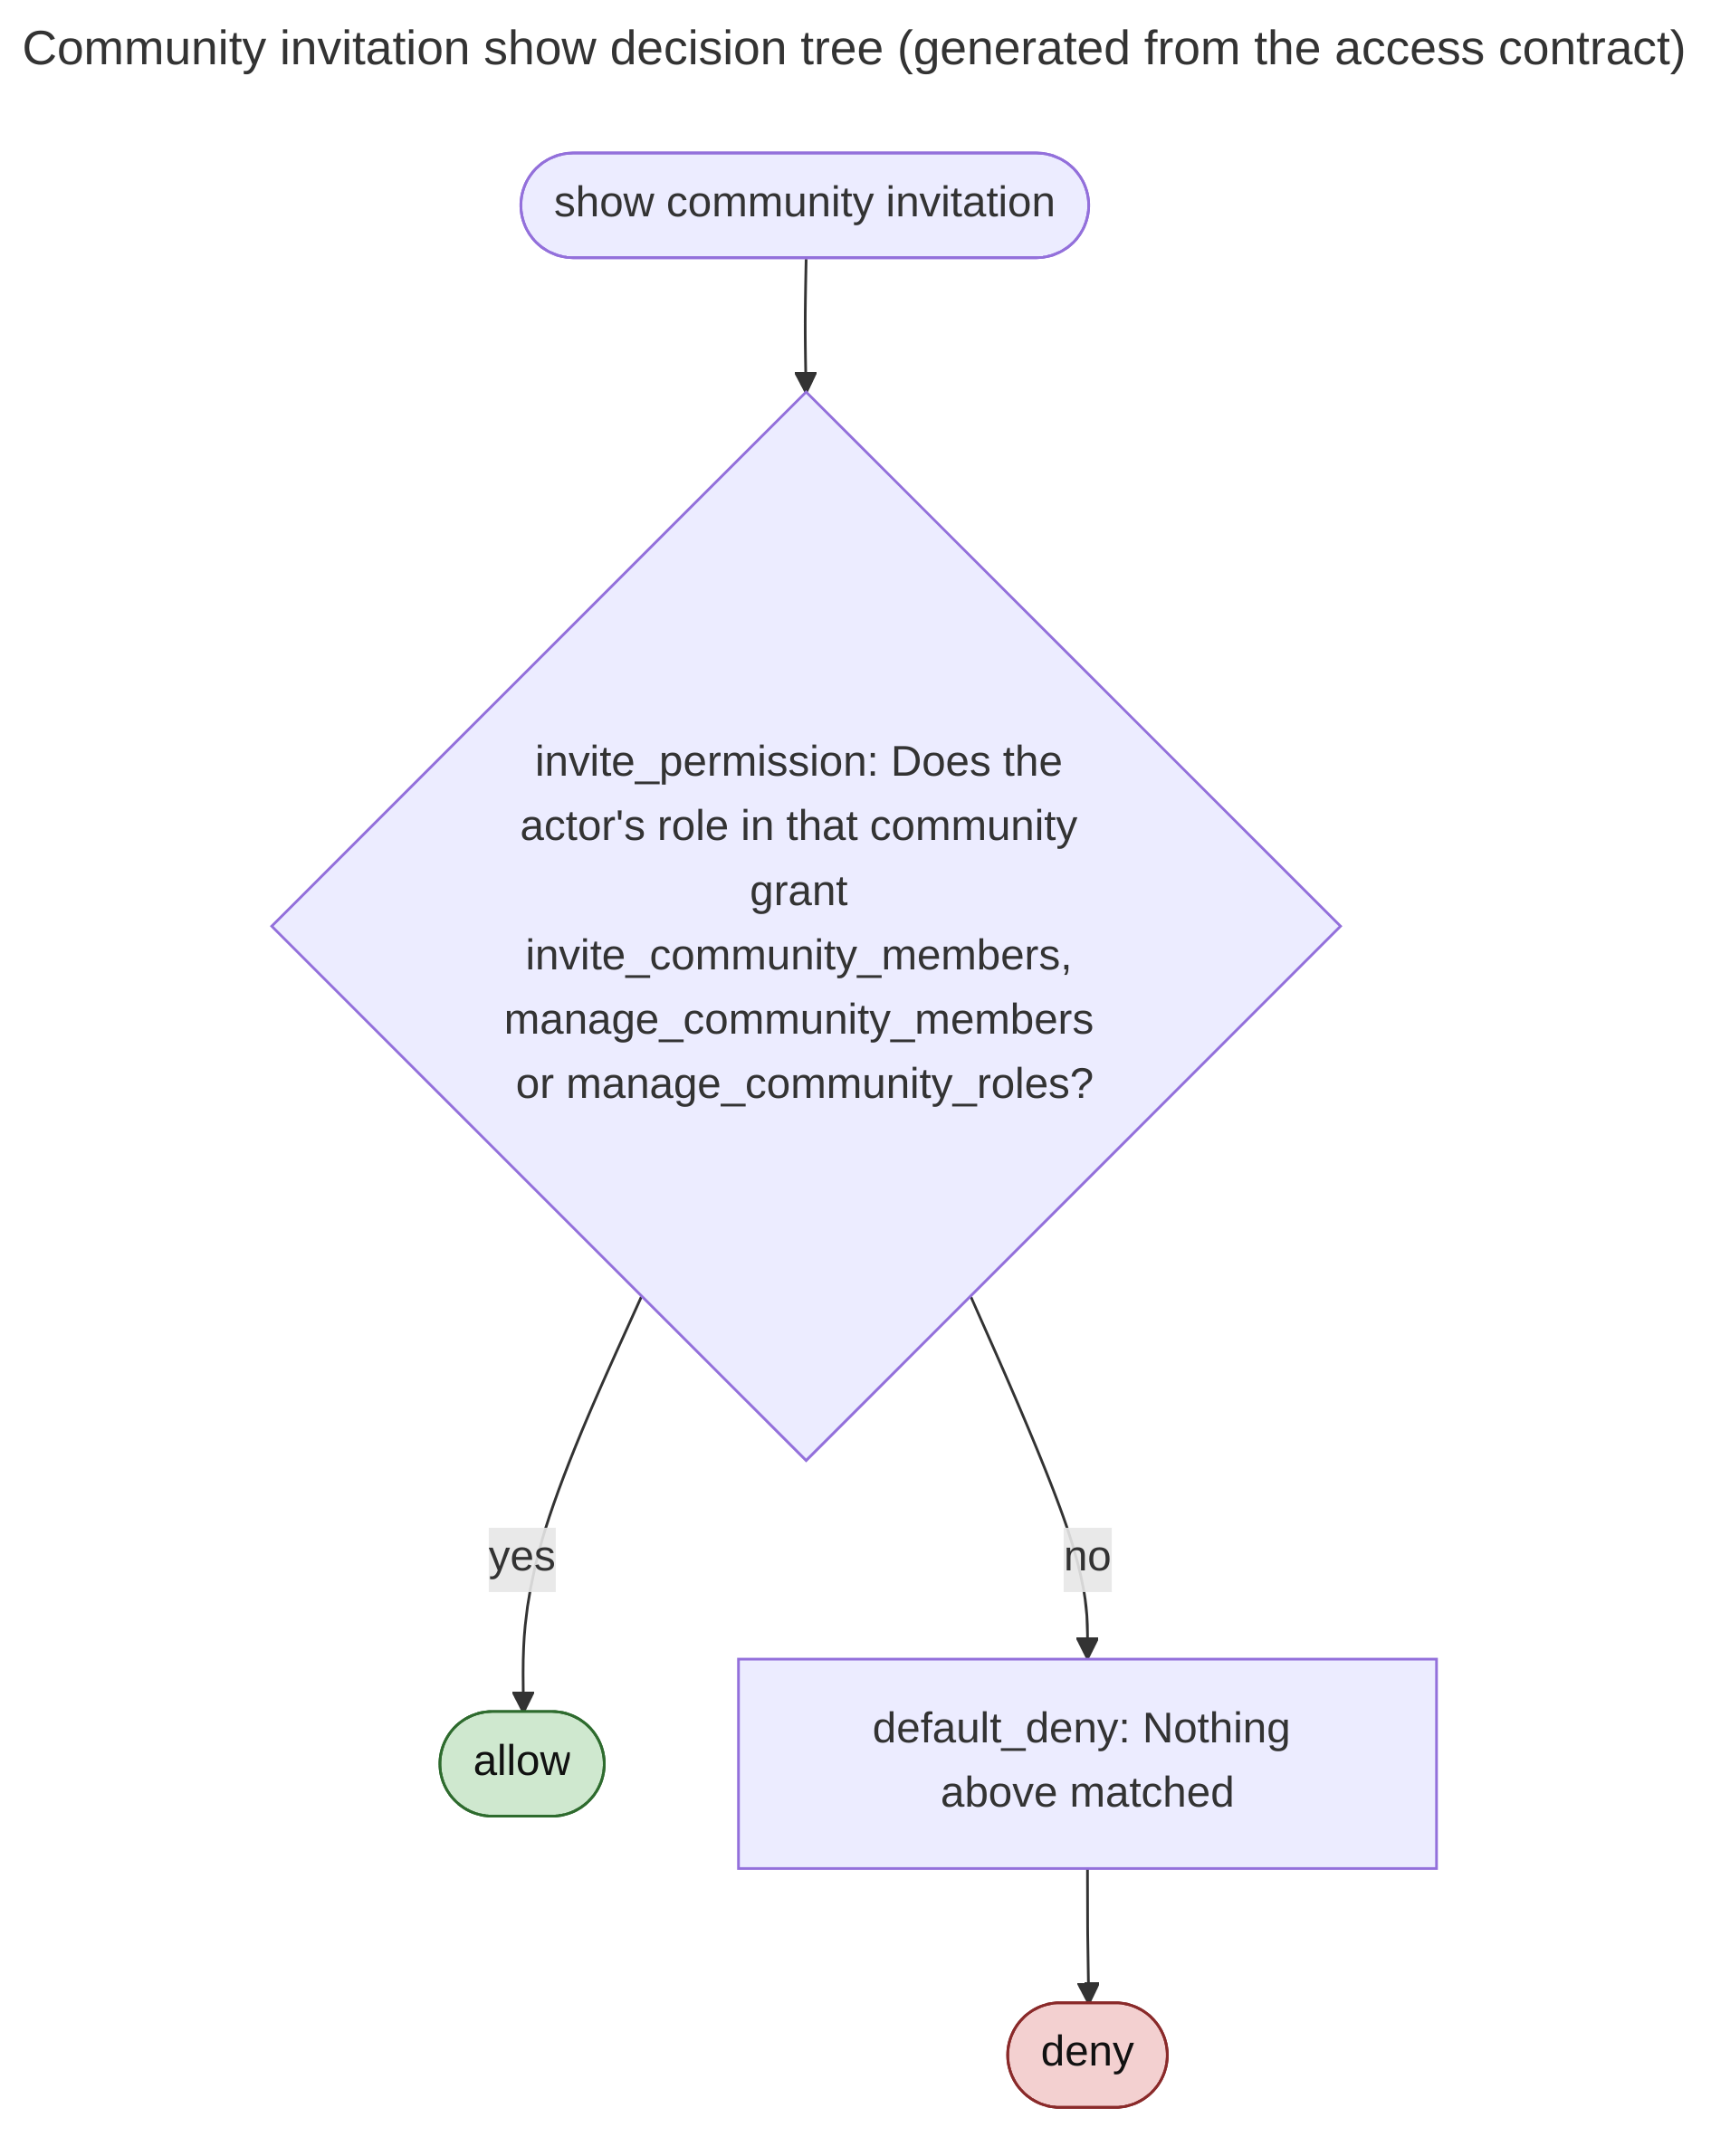 Community invitation show decision tree (generated from the access contract)
show community invitation
invite_permission: Does the
actor's role in that community
grant
invite_community_members,
manage_community_members
or manage_community_roles?
yes
no
allow
default_deny: Nothing
above matched
deny